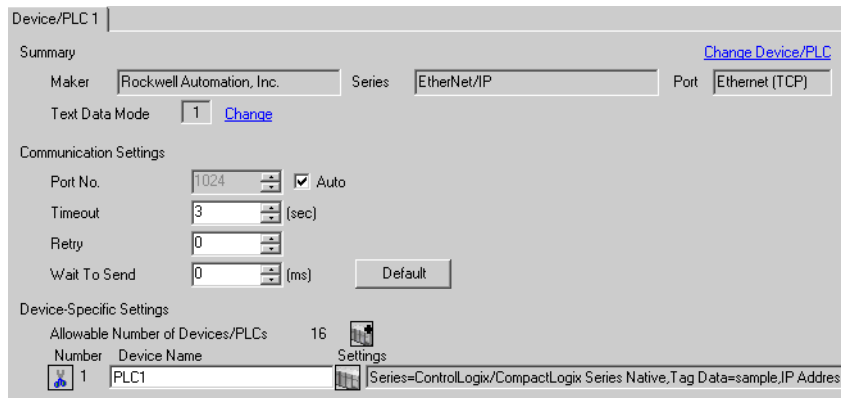 Device/PLC 1
Summary Change Device/PLC
Maker Rockwell Automation, Inc. Series EtherNet/IP Port Ethernet (TCP)
Text Data Mode 1 Change
Communication Settings
Port No. 1024 Auto
Timeout 3 (sec)
Retry 0
Wait To Send 0 (ms) Default
Device-Specific Settings
Allowable Number of Devices/PLCs 16
Number Device Name Settings
1 PLC1 Series=ControlLogix/CompactLogix Series Native,Tag Data=sample,IP Addres